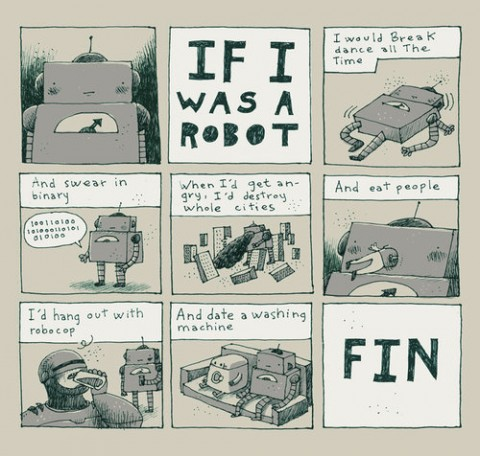 IF I
WAS A
ROBOT
I would Break
dance all The
Time
And swear in
binary
When I'd get an-
gry, I'd destroy
whole cities
And eat people
I'd hang out with
robocop
And date a washing
machine
FIN